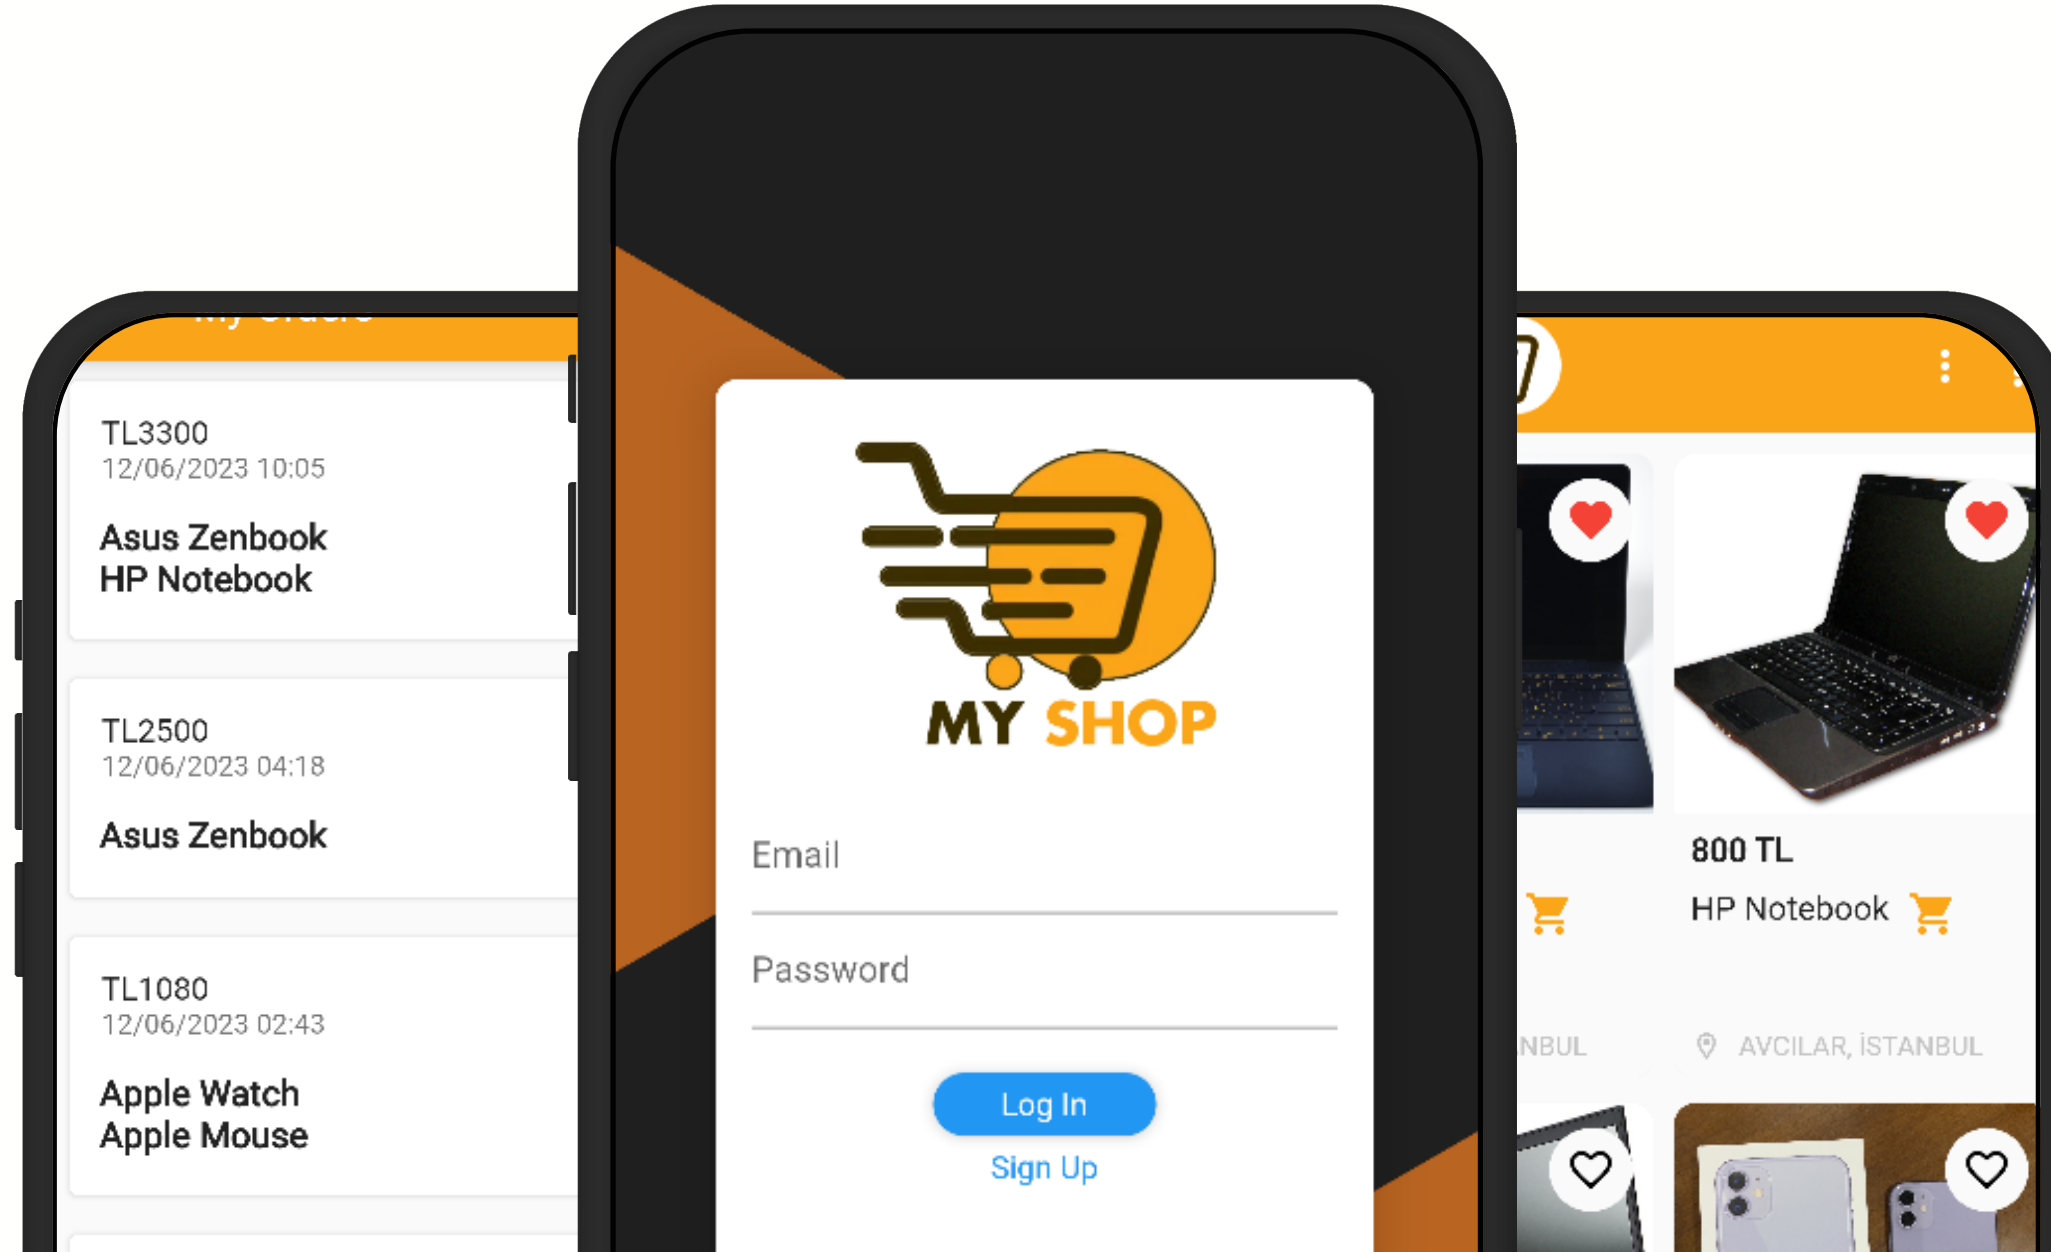 My Orders
TL3300
12/06/2023 10:05
Asus Zenbook
HP Notebook
TL2500
12/06/2023 04:18
Asus Zenbook
TL1080
12/06/2023 02:43
Apple Watch
Apple Mouse
MY SHOP
Email
Password
Log In
Sign Up
NBUL
800 TL
HP Notebook
AVCILAR, İSTANBUL